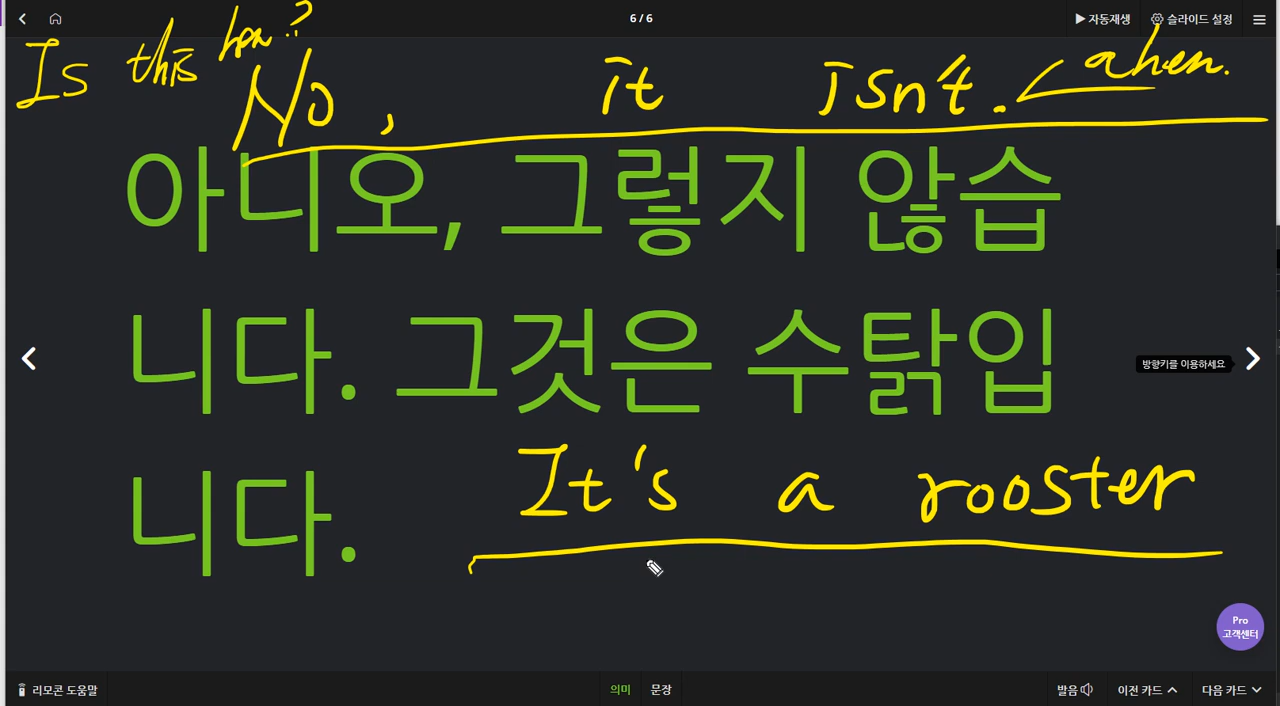 6 / 6
자동재생
슬라이드 설정
Is this hen?
No, it isn't.
a hen.
아니오, 그렇지 않습
니다. 그것은 수탉입
니다.
방향키를 이용하세요
It's a rooster
Pro
고객센터
리모콘 도움말
의미
문장
발음
이전 카드
다음 카드